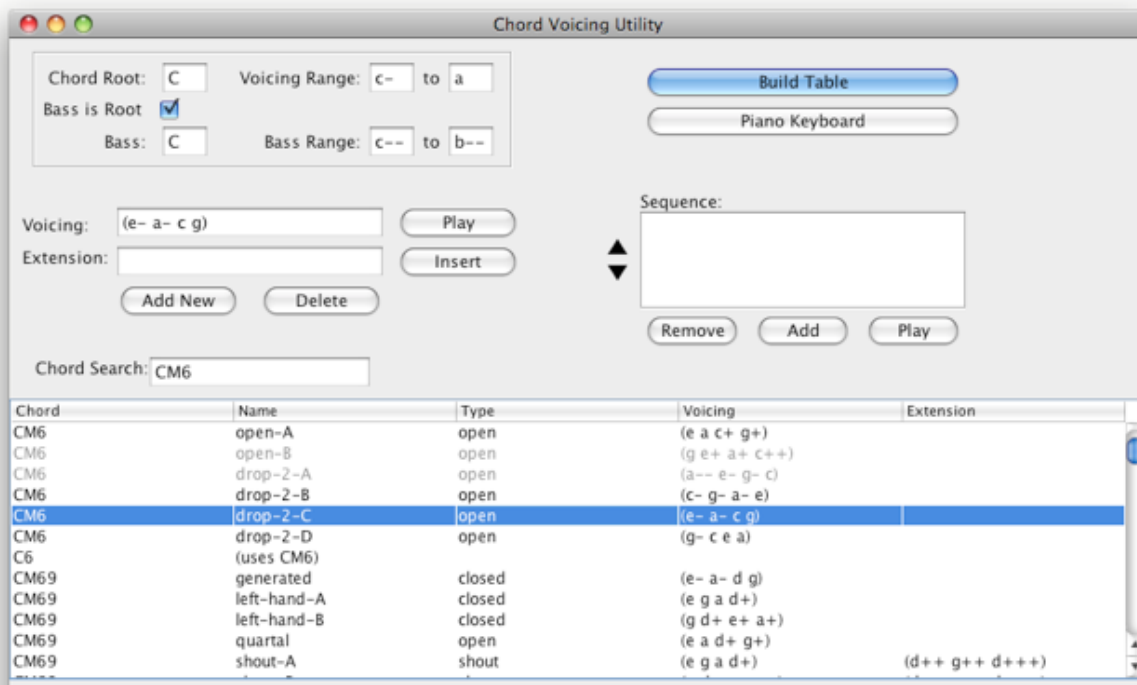 Chord Voicing Utility
Chord Root: C Voicing Range: c- to a
Build Table
Bass is Root
Piano Keyboard
Bass: C Bass Range: c-- to b--
Sequence:
Voicing: (e- a- c g) Play
Extension: Insert
Add New Delete
Remove Add Play
Chord Search: CM6
Chord Name Type Voicing Extension
CM6 open-A open (e a c+ g+)
CM6 open-B open (g e+ a+ c++)
CM6 drop-2-A open (a-- e- g- c)
CM6 drop-2-B open (c- g- a- e)
CM6 drop-2-C open (e- a- c g)
CM6 drop-2-D open (g- c e a)
C6 (uses CM6)
CM69 generated closed (e- a- d g)
CM69 left-hand-A closed (e g a d+)
CM69 left-hand-B closed (g d+ e+ a+)
CM69 quartal open (e a d+ g+)
CM69 shout-A shout (e g a d+) (d++ g++ d+++)